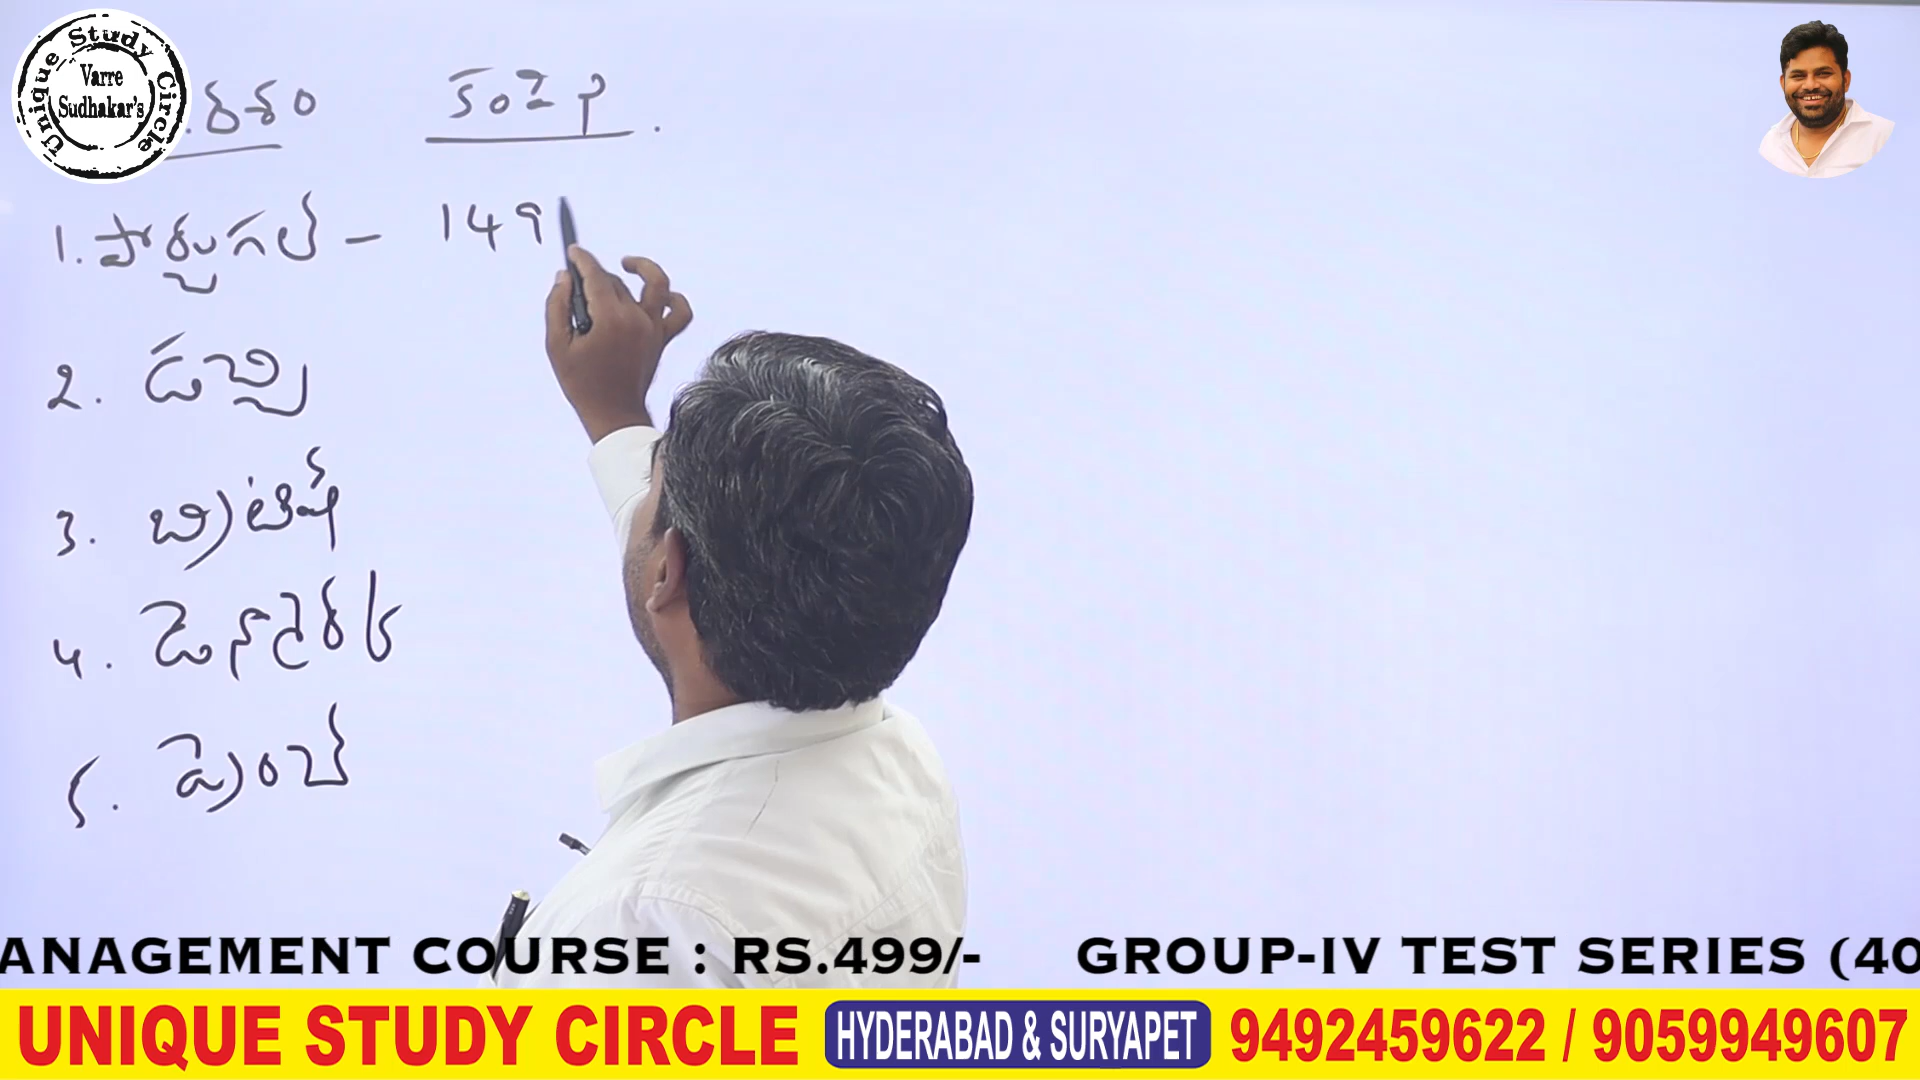 Unique Study Circle
Varre
Sudhakar's
దేశం కంపెనీ
1. పోర్చుగల్ - 149
2. డచ్చి
3. బ్రిటిష్
4. డెన్మార్క్
5. ఫ్రెంచ్
ANAGEMENT COURSE : RS.499/- GROUP-IV TEST SERIES (40
UNIQUE STUDY CIRCLE HYDERABAD & SURYAPET 9492459622 / 9059949607